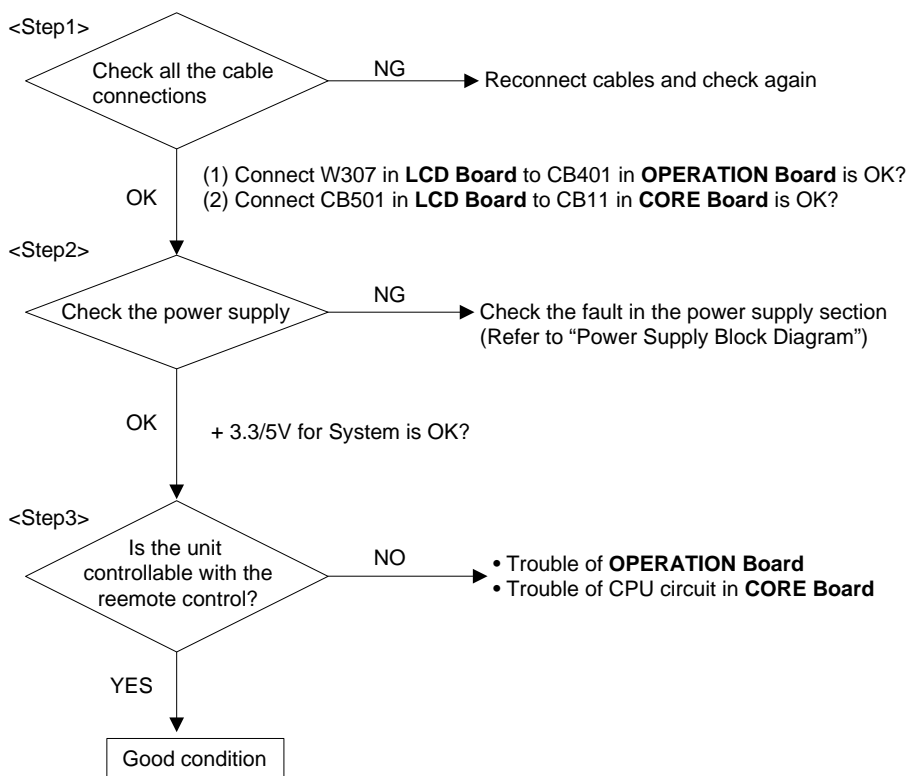 <Step1>
Check all the cable
connections
NG
Reconnect cables and check again
OK
(1) Connect W307 in LCD Board to CB401 in OPERATION Board is OK?
(2) Connect CB501 in LCD Board to CB11 in CORE Board is OK?
<Step2>
Check the power supply
NG
Check the fault in the power supply section
(Refer to “Power Supply Block Diagram”)
OK
+ 3.3/5V for System is OK?
<Step3>
Is the unit
controllable with the
reemote control?
NO
• Trouble of OPERATION Board
• Trouble of CPU circuit in CORE Board
YES
Good condition